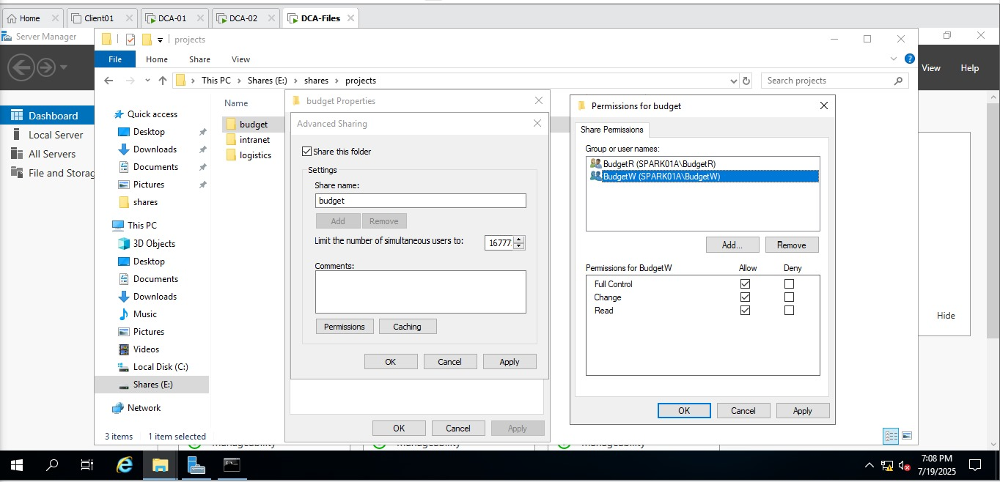 Home
Client01
DCA-01
DCA-02
DCA-Files
Server Manager
projects
File
Home
Share
View
View
Help
This PC
Shares (E:)
shares
projects
Search projects
Dashboard
Local Server
All Servers
File and Storag
Quick access
Desktop
Downloads
Documents
Pictures
shares
This PC
3D Objects
Desktop
Documents
Downloads
Music
Pictures
Videos
Local Disk (C:)
Shares (E:)
Network
3 items
1 item selected
Name
budget
intranet
logistics
budget Properties
Advanced Sharing
Share this folder
Settings
Share name:
budget
Add
Remove
Limit the number of simultaneous users to:
16777
Comments:
Permissions
Caching
OK
Cancel
Apply
OK
Cancel
Apply
Permissions for budget
Share Permissions
Group or user names:
BudgetR (SPARK01A\BudgetR)
BudgetW (SPARK01A\BudgetW)
Add...
Remove
Permissions for BudgetW
Allow
Deny
Full Control
Change
Read
OK
Cancel
Apply
Hide
Manageability
Manageability
Manageability
7:08 PM
7/19/2025